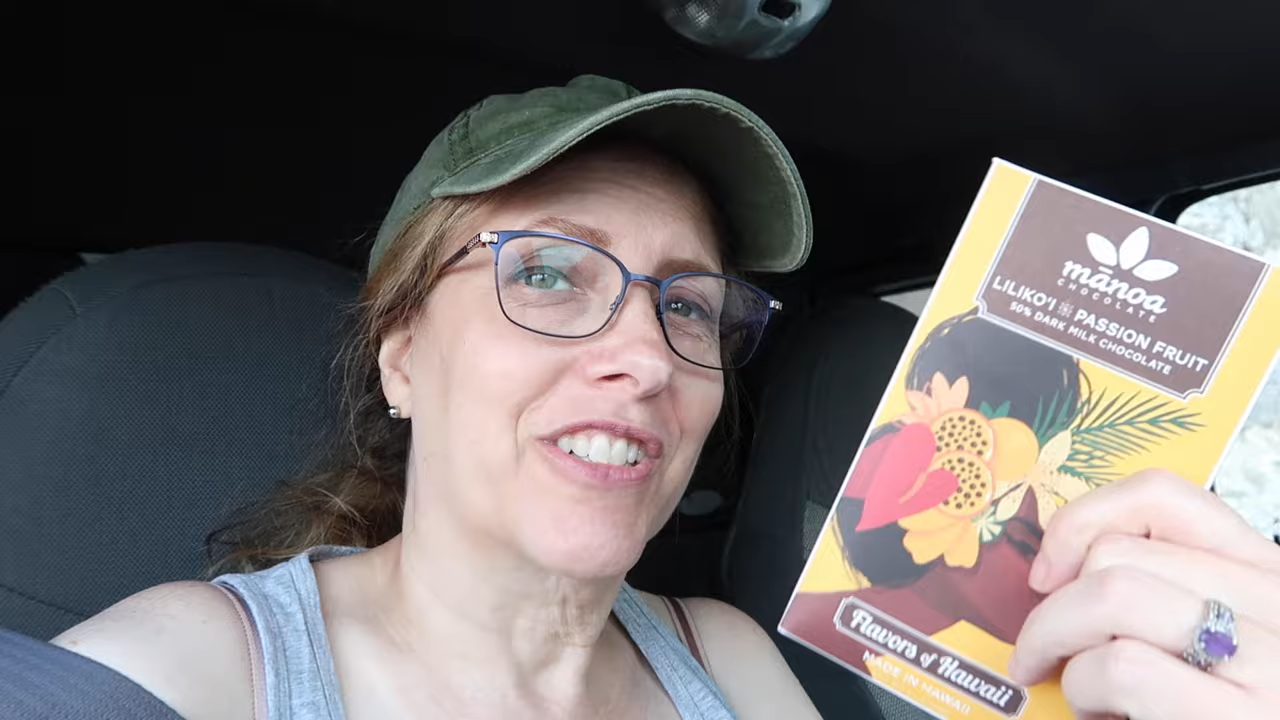 mānoa
CHOCOLATE
LILIKO'I PASSION FRUIT
50% DARK MILK CHOCOLATE
Flavors of Hawaii
MADE IN HAWAII